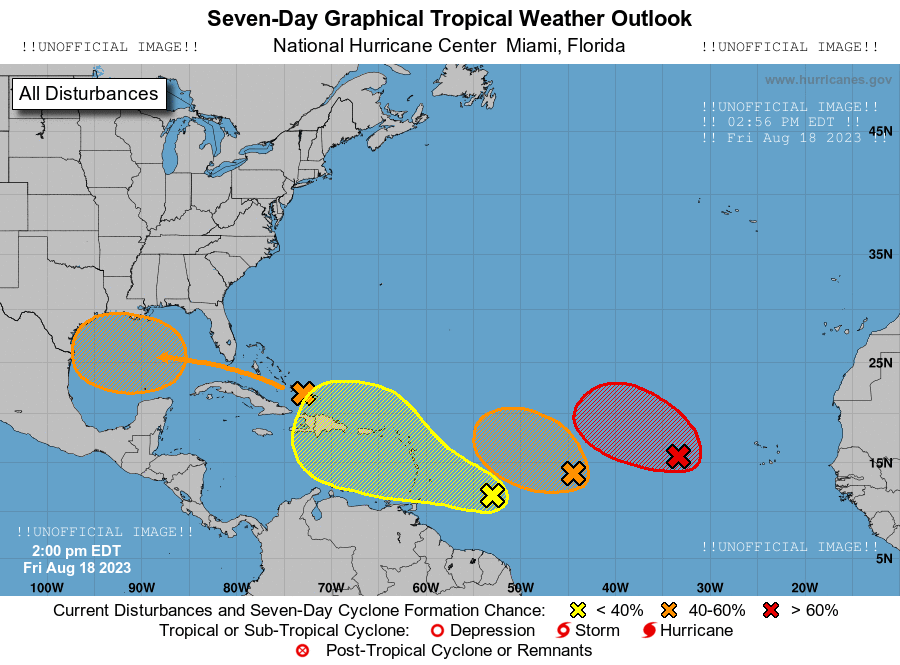 Seven-Day Graphical Tropical Weather Outlook
!!UNOFFICIAL IMAGE!! National Hurricane Center Miami, Florida !!UNOFFICIAL IMAGE!!
All Disturbances
www.hurricanes.gov
!!UNOFFICIAL IMAGE!!
!! 02:56 PM EDT !!
!! Fri Aug 18 2023 !!
45N
35N
25N
15N
5N
!!UNOFFICIAL IMAGE!!
2:00 pm EDT
Fri Aug 18 2023
!!UNOFFICIAL IMAGE!!
100W 90W 80W 70W 60W 50W 40W 30W 20W
Current Disturbances and Seven-Day Cyclone Formation Chance: < 40% 40-60% > 60%
Tropical or Sub-Tropical Cyclone: Depression Storm Hurricane
Post-Tropical Cyclone or Remnants